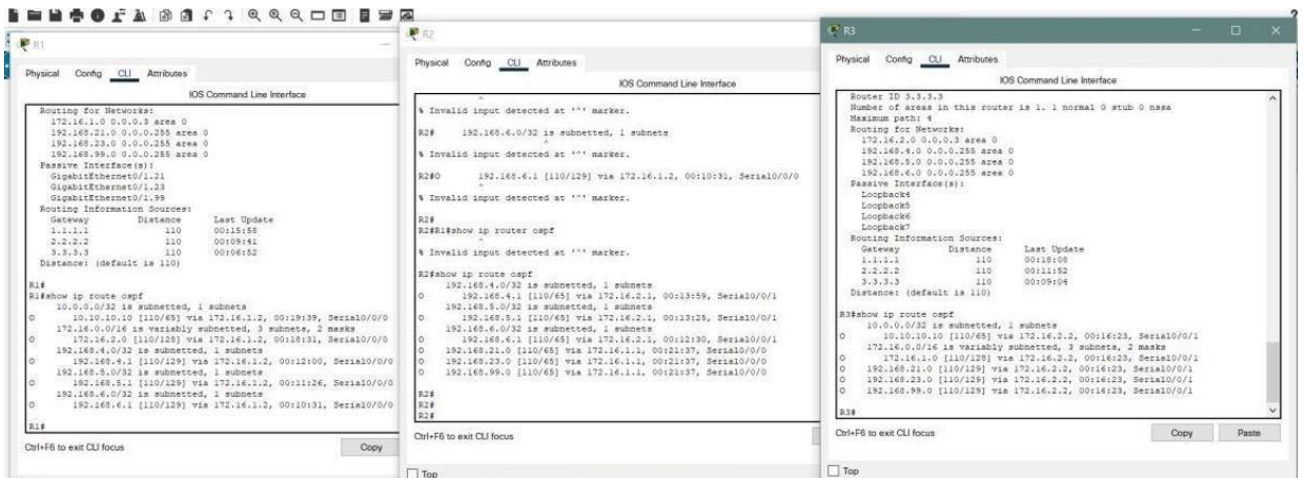 ?
R1
Physical Config CLI Attributes
IOS Command Line Interface
Routing for Networks:
172.16.1.0 0.0.0.3 area 0
192.168.21.0 0.0.0.255 area 0
192.168.23.0 0.0.0.255 area 0
192.168.99.0 0.0.0.255 area 0
Passive Interface(s):
GigabitEthernet0/1.21
GigabitEthernet0/1.23
GigabitEthernet0/1.99
Routing Information Sources:
Gateway Distance Last Update
1.1.1.1 110 00:15:58
2.2.2.2 110 00:09:41
3.3.3.3 110 00:06:52
Distance: (default is 110)
R1#
R1#show ip route ospf
10.0.0.0/32 is subnetted, 1 subnets
O 10.10.10.10 [110/65] via 172.16.1.2, 00:19:39, Serial0/0/0
172.16.0.0/16 is variably subnetted, 3 subnets, 2 masks
O 172.16.2.0 [110/128] via 172.16.1.2, 00:18:31, Serial0/0/0
192.168.4.0/32 is subnetted, 1 subnets
O 192.168.4.1 [110/129] via 172.16.1.2, 00:12:00, Serial0/0/0
192.168.5.0/32 is subnetted, 1 subnets
O 192.168.5.1 [110/129] via 172.16.1.2, 00:11:26, Serial0/0/0
192.168.6.0/32 is subnetted, 1 subnets
O 192.168.6.1 [110/129] via 172.16.1.2, 00:10:31, Serial0/0/0
R1#
Ctrl+F6 to exit CLI focus
Copy
R2
Physical Config CLI Attributes
IOS Command Line Interface
^
% Invalid input detected at '^' marker.
R2# 192.168.6.0/32 is subnetted, 1 subnets
^
% Invalid input detected at '^' marker.
R2#O 192.168.6.1 [110/129] via 172.16.1.2, 00:10:31, Serial0/0/0
^
% Invalid input detected at '^' marker.
R2#
R2#R1#show ip router ospf
^
% Invalid input detected at '^' marker.
R2#show ip route ospf
192.168.4.0/32 is subnetted, 1 subnets
O 192.168.4.1 [110/65] via 172.16.2.1, 00:13:59, Serial0/0/1
192.168.5.0/32 is subnetted, 1 subnets
O 192.168.5.1 [110/65] via 172.16.2.1, 00:13:25, Serial0/0/1
192.168.6.0/32 is subnetted, 1 subnets
O 192.168.6.1 [110/65] via 172.16.2.1, 00:12:30, Serial0/0/1
O 192.168.21.0 [110/65] via 172.16.1.1, 00:21:37, Serial0/0/0
O 192.168.23.0 [110/65] via 172.16.1.1, 00:21:37, Serial0/0/0
O 192.168.99.0 [110/65] via 172.16.1.1, 00:21:37, Serial0/0/0
R2#
R2#
R2#
Ctrl+F6 to exit CLI focus
Top
R3
Physical Config CLI Attributes
IOS Command Line Interface
Router ID 3.3.3.3
Number of areas in this router is 1. 1 normal 0 stub 0 nssa
Maximum path: 4
Routing for Networks:
172.16.2.0 0.0.0.3 area 0
192.168.4.0 0.0.0.255 area 0
192.168.5.0 0.0.0.255 area 0
192.168.6.0 0.0.0.255 area 0
Passive Interface(s):
Loopback4
Loopback5
Loopback6
Loopback7
Routing Information Sources:
Gateway Distance Last Update
1.1.1.1 110 00:18:08
2.2.2.2 110 00:11:52
3.3.3.3 110 00:09:04
Distance: (default is 110)
R3#show ip route ospf
10.0.0.0/32 is subnetted, 1 subnets
O 10.10.10.10 [110/65] via 172.16.2.2, 00:16:23, Serial0/0/1
172.16.0.0/16 is variably subnetted, 3 subnets, 2 masks
O 172.16.1.0 [110/128] via 172.16.2.2, 00:16:23, Serial0/0/1
O 192.168.21.0 [110/129] via 172.16.2.2, 00:16:23, Serial0/0/1
O 192.168.23.0 [110/129] via 172.16.2.2, 00:16:23, Serial0/0/1
O 192.168.99.0 [110/129] via 172.16.2.2, 00:16:23, Serial0/0/1
R3#
Ctrl+F6 to exit CLI focus
Copy Paste
Top